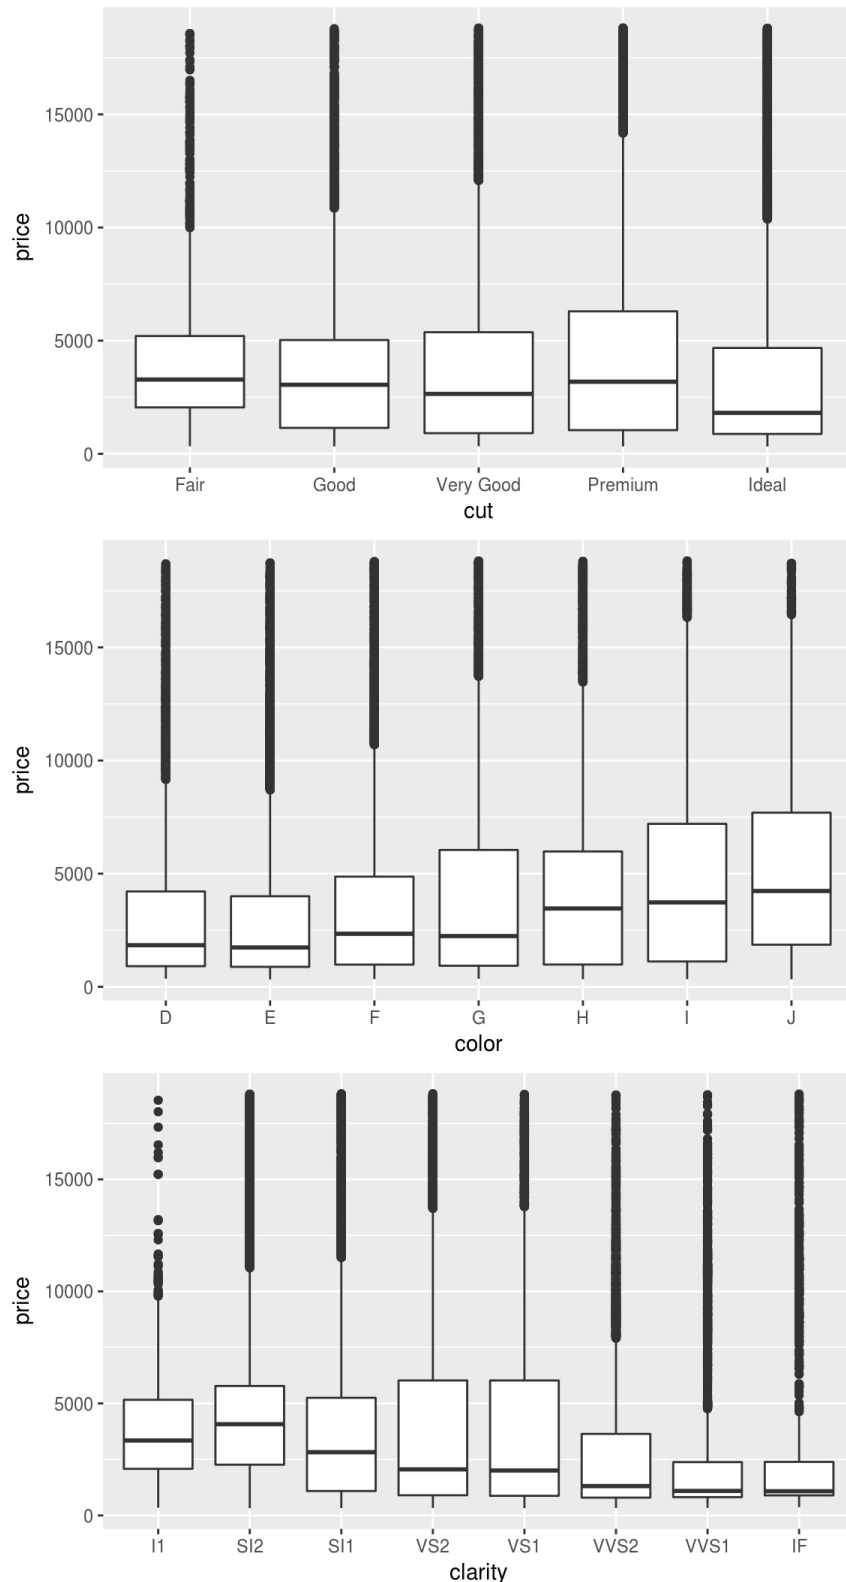 price
15000
10000
5000
0
Fair Good Very Good Premium Ideal
cut
price
15000
10000
5000
0
D E F G H I J
color
price
15000
10000
5000
0
I1 SI2 SI1 VS2 VS1 VVS2 VVS1 IF
clarity